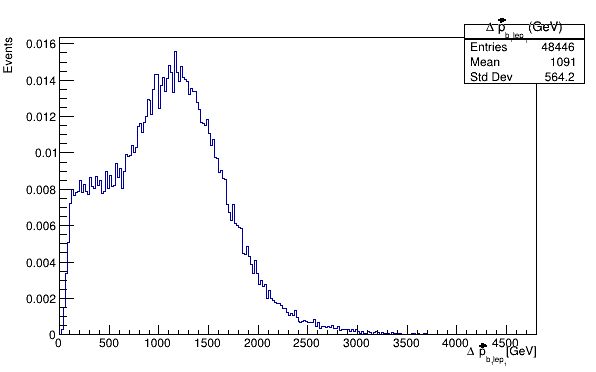 Δ p⃗ b,lep₁ (GeV)
Entries 48446
Mean 1091
Std Dev 564.2
Events
0.016
0.014
0.012
0.01
0.008
0.006
0.004
0.002
0
0 500 1000 1500 2000 2500 3000 3500 4000 4500
Δ p⃗ b,lep₁ [GeV]